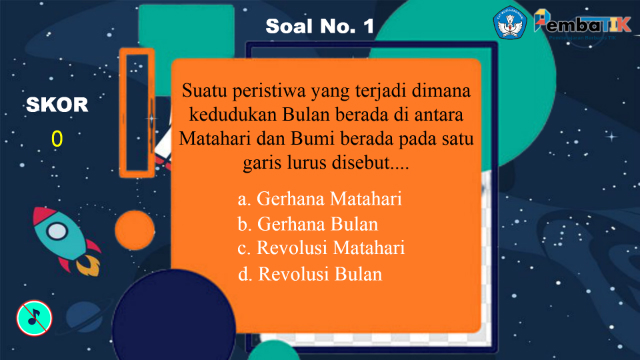 Soal No. 1
PembaTIK
SKOR
0
Suatu peristiwa yang terjadi dimana
kedudukan Bulan berada di antara
Matahari dan Bumi berada pada satu
garis lurus disebut....
a. Gerhana Matahari
b. Gerhana Bulan
c. Revolusi Matahari
d. Revolusi Bulan